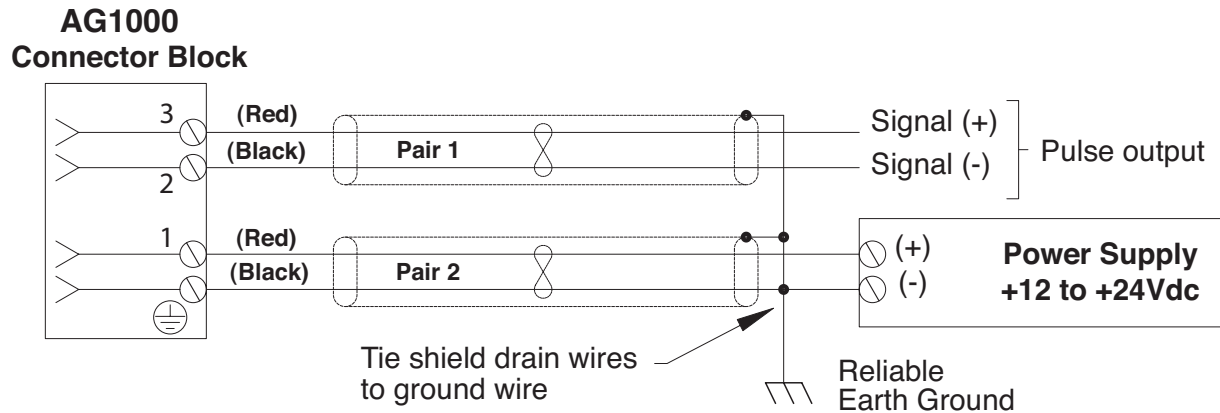 AG1000
Connector Block
3
(Red)
(Black)
Pair 1
2
Signal (+)
Signal (-)
Pulse output
1
(Red)
(Black)
Pair 2
(+)
(-)
Power Supply
+12 to +24Vdc
Tie shield drain wires
to ground wire
Reliable
Earth Ground